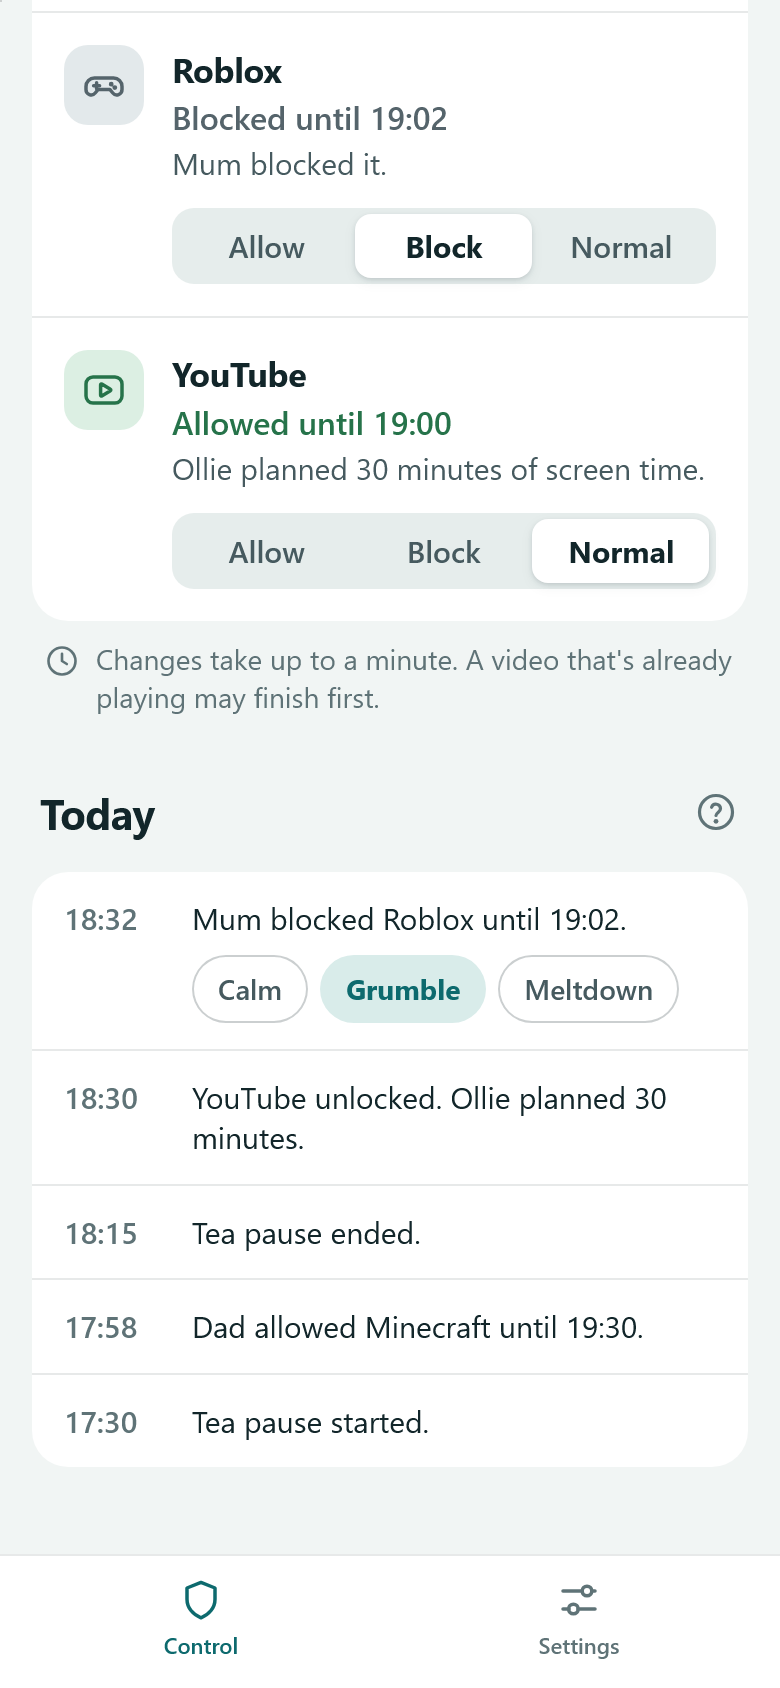 Roblox
Blocked until 19:02
Mum blocked it.
Allow Block Normal
YouTube
Allowed until 19:00
Ollie planned 30 minutes of screen time.
Allow Block Normal
Changes take up to a minute. A video that's already
playing may finish first.
Today
18:32 Mum blocked Roblox until 19:02.
Calm Grumble Meltdown
18:30 YouTube unlocked. Ollie planned 30
minutes.
18:15 Tea pause ended.
17:58 Dad allowed Minecraft until 19:30.
17:30 Tea pause started.
Control Settings